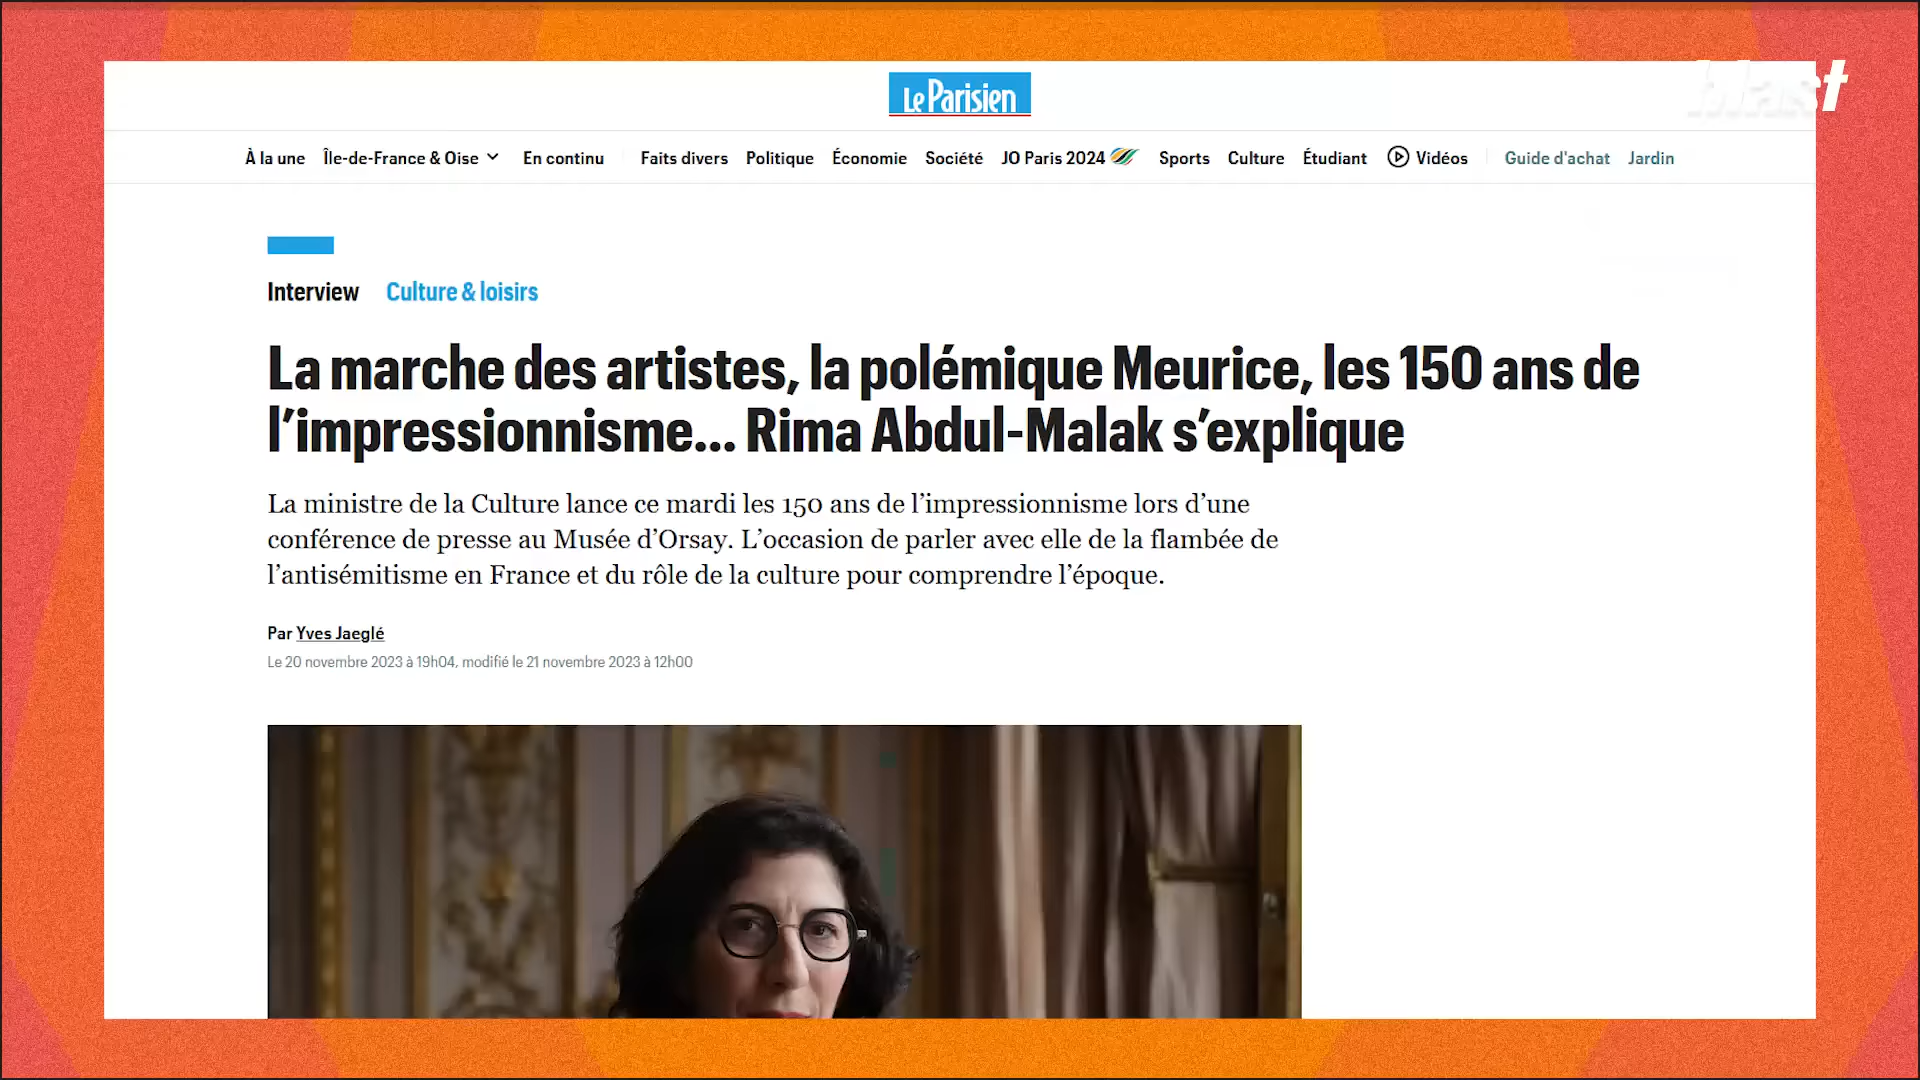 Le Parisien
blast
À la une Île-de-France & Oise En continu Faits divers Politique Économie Société JO Paris 2024 Sports Culture Étudiant Vidéos Guide d'achat Jardin
Interview Culture & loisirs
La marche des artistes, la polémique Meurice, les 150 ans de
l’impressionnisme... Rima Abdul-Malak s’explique
La ministre de la Culture lance ce mardi les 150 ans de l’impressionnisme lors d’une
conférence de presse au Musée d’Orsay. L’occasion de parler avec elle de la flambée de
l’antisémitisme en France et du rôle de la culture pour comprendre l’époque.
Par Yves Jaeglé
Le 20 novembre 2023 à 19h04, modifié le 21 novembre 2023 à 12h00